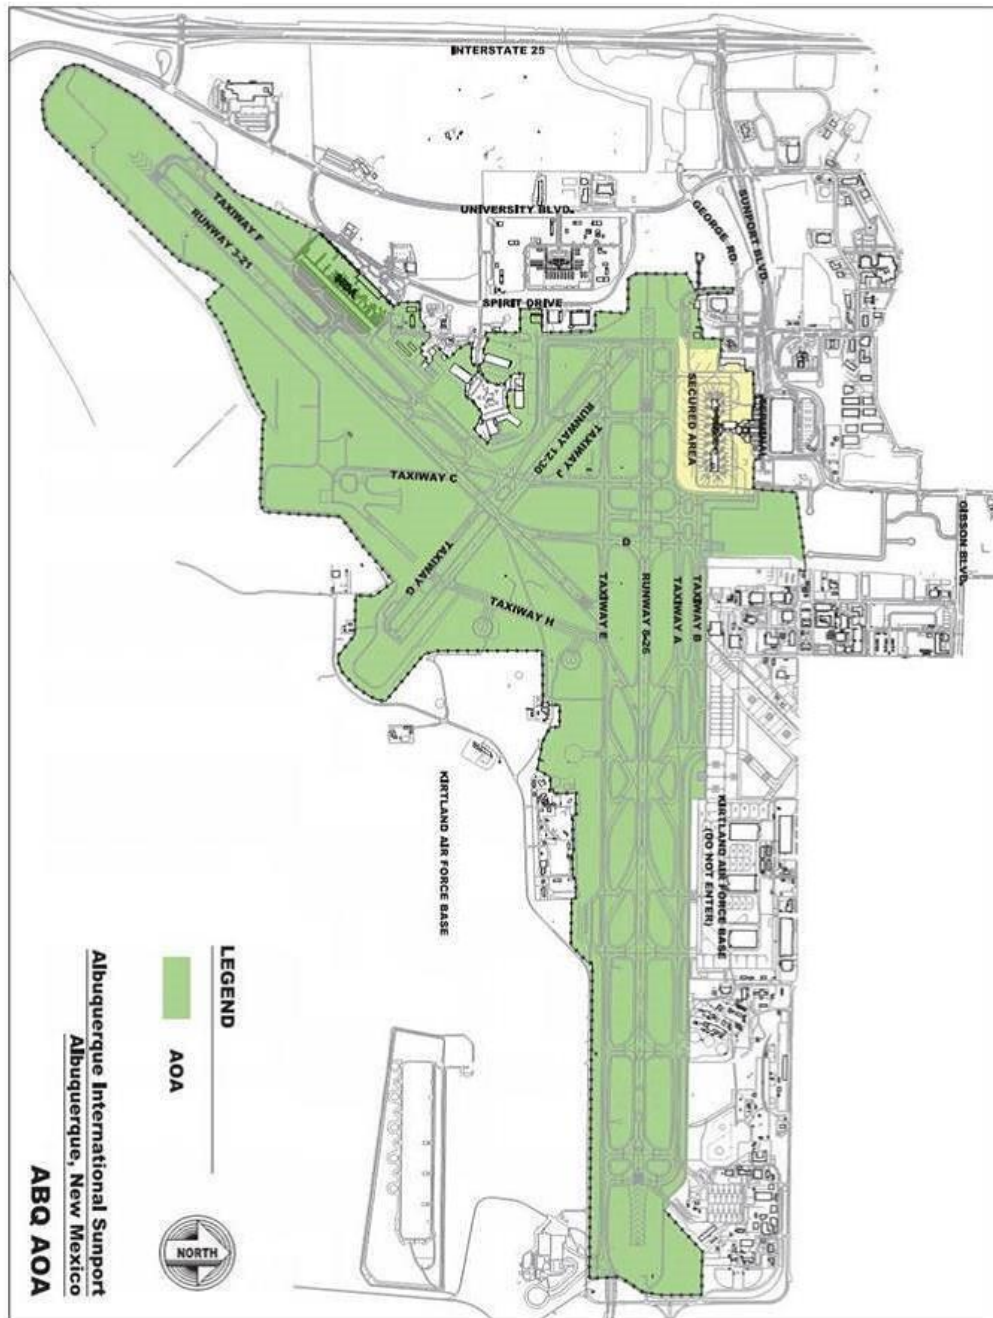 INTERSTATE 25
UNIVERSITY BLVD.
GEORGE RD.
SUNPORT BLVD.
SPIRIT DRIVE
TAXIWAY F
RUNWAY 3-21
SECURED AREA
TERMINAL
RUNWAY 12-30
TAXIWAY J
TAXIWAY C
GIBSON BLVD.
D
TAXIWAY G
TAXIWAY H
TAXIWAY E
RUNWAY 8-26
TAXIWAY A
TAXIWAY B
KIRTLAND AIR FORCE BASE
KIRTLAND AIR FORCE BASE
(DO NOT ENTER)
LEGEND
AOA
Albuquerque International Sunport
Albuquerque, New Mexico
ABQ AOA
NORTH